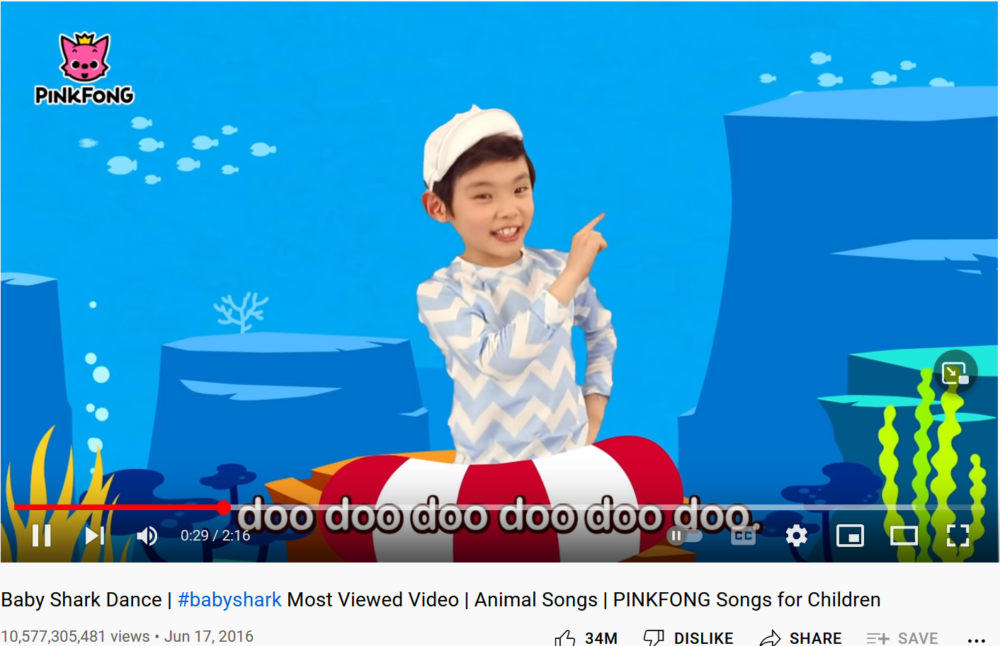 PINKFONG
doo doo doo doo doo doo.
0:29 / 2:16
CC
Baby Shark Dance | #babyshark Most Viewed Video | Animal Songs | PINKFONG Songs for Children
10,577,305,481 views • Jun 17, 2016
34M DISLIKE SHARE SAVE